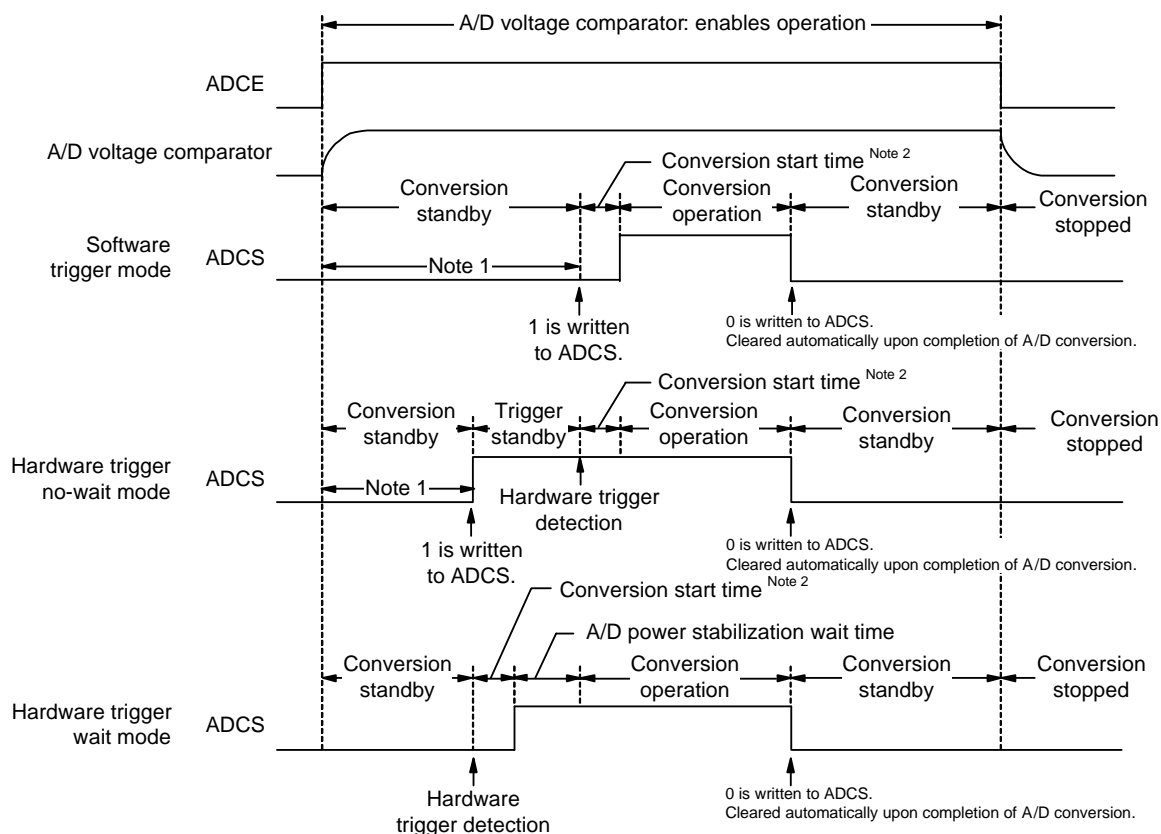 A/D voltage comparator: enables operation
ADCE
A/D voltage comparator
Conversion start time Note 2
Conversion
standby
Conversion
operation
Conversion
standby
Conversion
stopped
Software
trigger mode
ADCS
Note 1
1 is written
to ADCS.
0 is written to ADCS.
Cleared automatically upon completion of A/D conversion.
Conversion start time Note 2
Conversion
standby
Trigger
standby
Conversion
operation
Conversion
standby
Conversion
stopped
Hardware trigger
no-wait mode
ADCS
Note 1
Hardware trigger
detection
1 is written
to ADCS.
0 is written to ADCS.
Cleared automatically upon completion of A/D conversion.
Conversion start time Note 2
A/D power stabilization wait time
Conversion
standby
Conversion
operation
Conversion
standby
Conversion
stopped
Hardware trigger
wait mode
ADCS
Hardware
trigger detection
0 is written to ADCS.
Cleared automatically upon completion of A/D conversion.